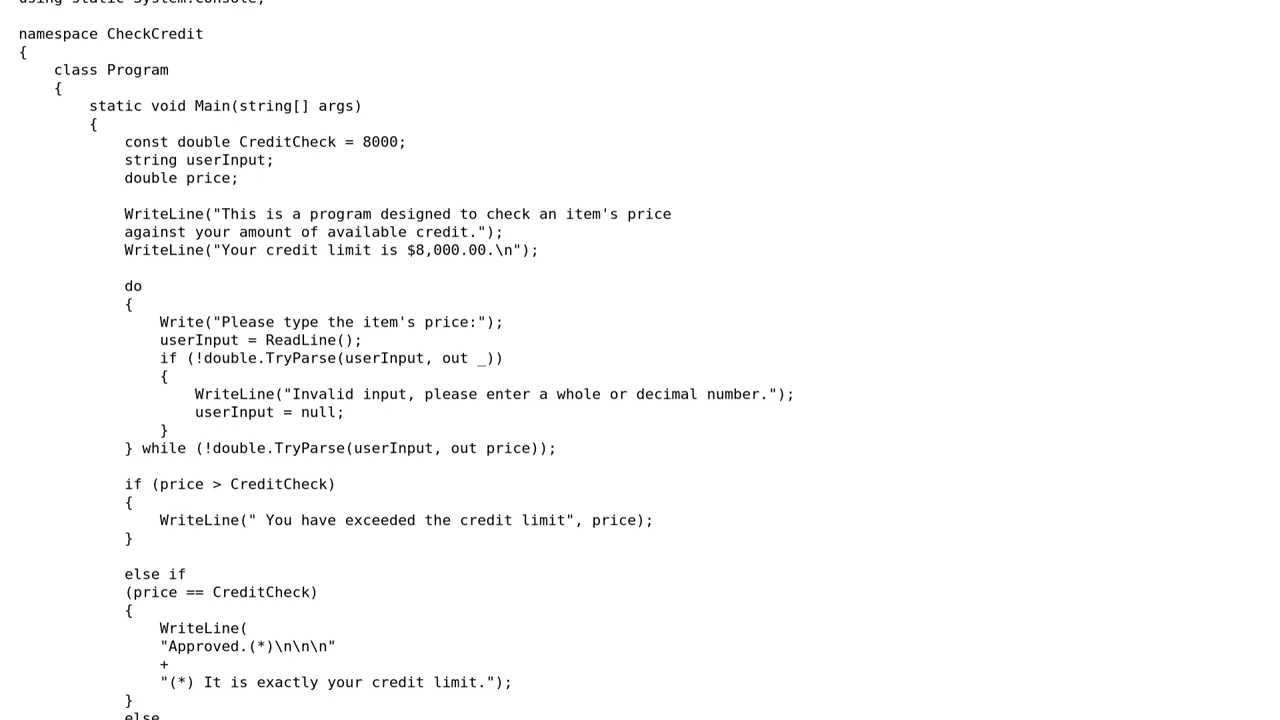 using static System.Console;
namespace CheckCredit
{
    class Program
    {
        static void Main(string[] args)
        {
            const double CreditCheck = 8000;
            string userInput;
            double price;

            WriteLine("This is a program designed to check an item's price
            against your amount of available credit.");
            WriteLine("Your credit limit is $8,000.00.\n");

            do
            {
                Write("Please type the item's price:");
                userInput = ReadLine();
                if (!double.TryParse(userInput, out _))
                {
                    WriteLine("Invalid input, please enter a whole or decimal number.");
                    userInput = null;
                }
            } while (!double.TryParse(userInput, out price));

            if (price > CreditCheck)
            {
                WriteLine(" You have exceeded the credit limit", price);
            }

            else if
            (price == CreditCheck)
            {
                WriteLine(
                "Approved.(*)\n\n\n"
                +
                "(*) It is exactly your credit limit.");
            }
            else